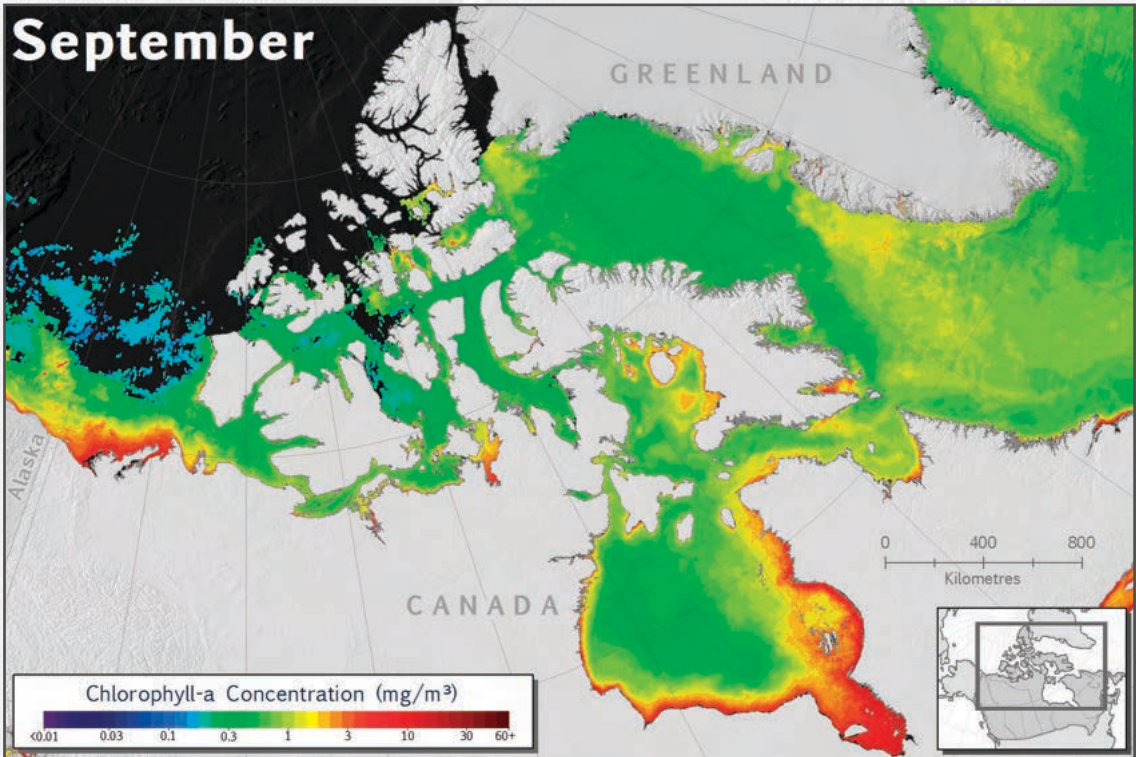 September
GREENLAND
Alaska
0 400 800
Kilometres
CANADA
Chlorophyll-a Concentration (mg/m³)
<0.01 0.03 0.1 0.3 1 3 10 30 60+